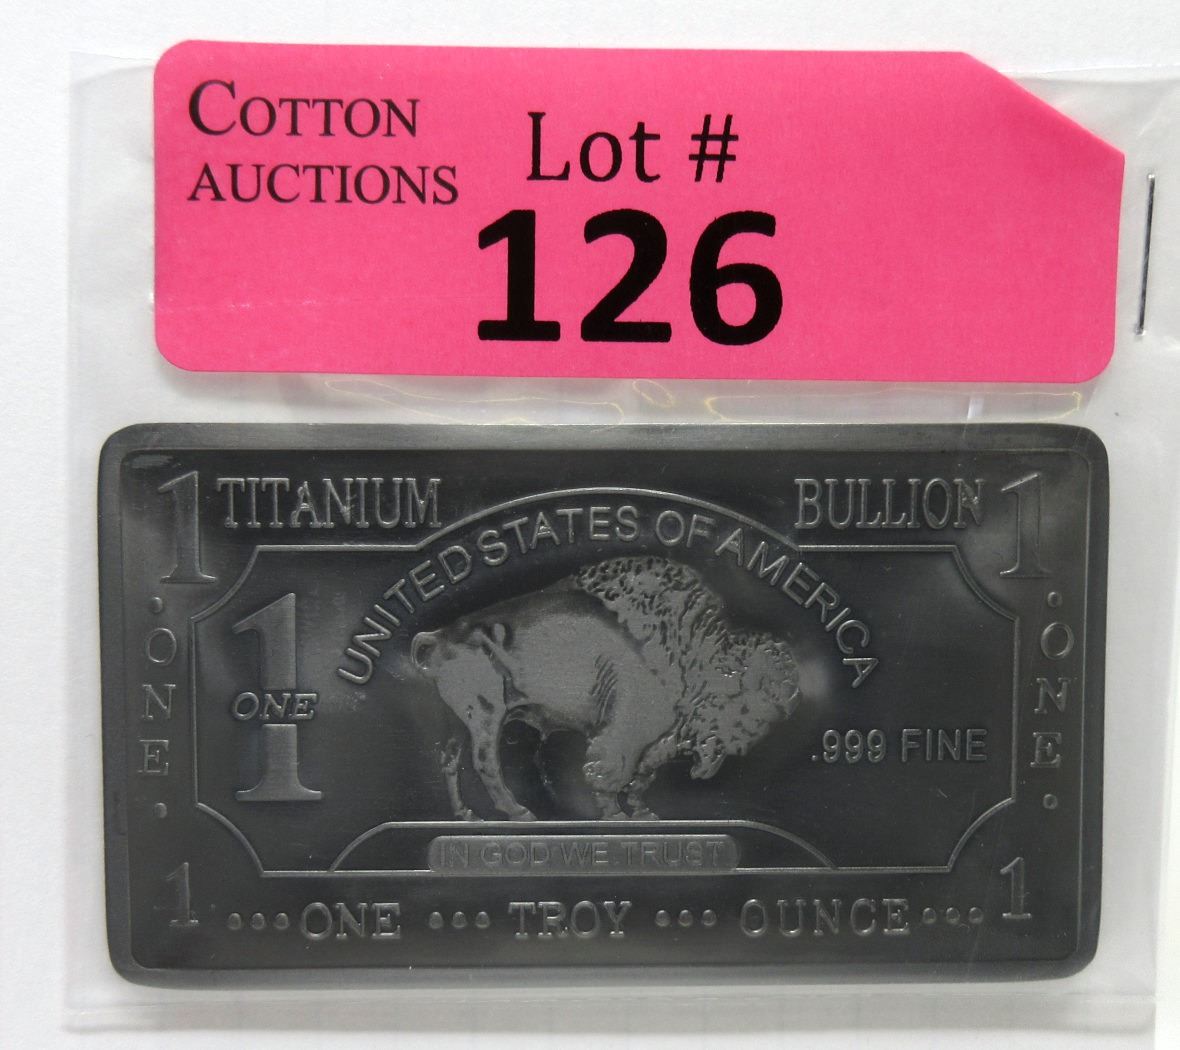 COTTON
AUCTIONS
Lot #
126
1 TITANIUM BULLION 1
UNITED STATES OF AMERICA
· ONE ·
1
ONE
.999 FINE
· ONE ·
IN GOD WE TRUST
1 ···ONE ··· TROY ··· OUNCE··· 1